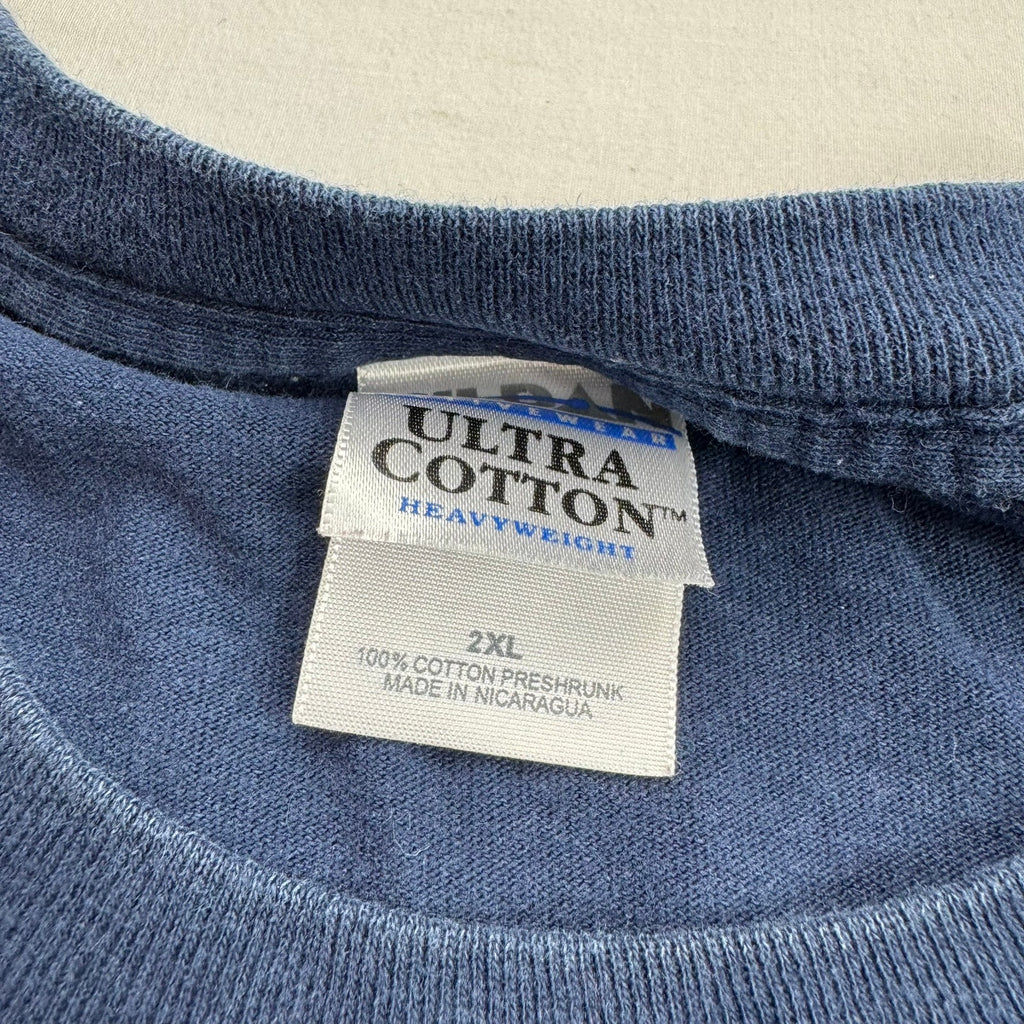 ULTRA
COTTON™
HEAVYWEIGHT
2XL
100% COTTON PRESHRUNK
MADE IN NICARAGUA